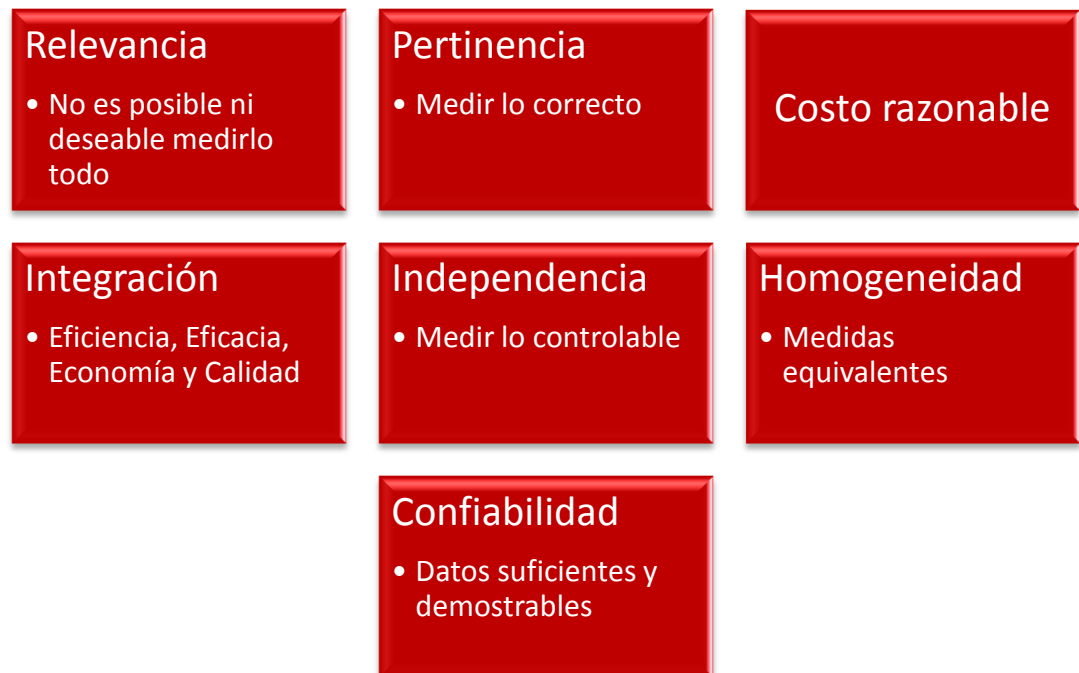 Relevancia
• No es posible ni
deseable medirlo
todo
Pertinencia
• Medir lo correcto
Costo razonable
Integración
• Eficiencia, Eficacia,
Economía y Calidad
Independencia
• Medir lo controlable
Homogeneidad
• Medidas
equivalentes
Confiabilidad
• Datos suficientes y
demostrables